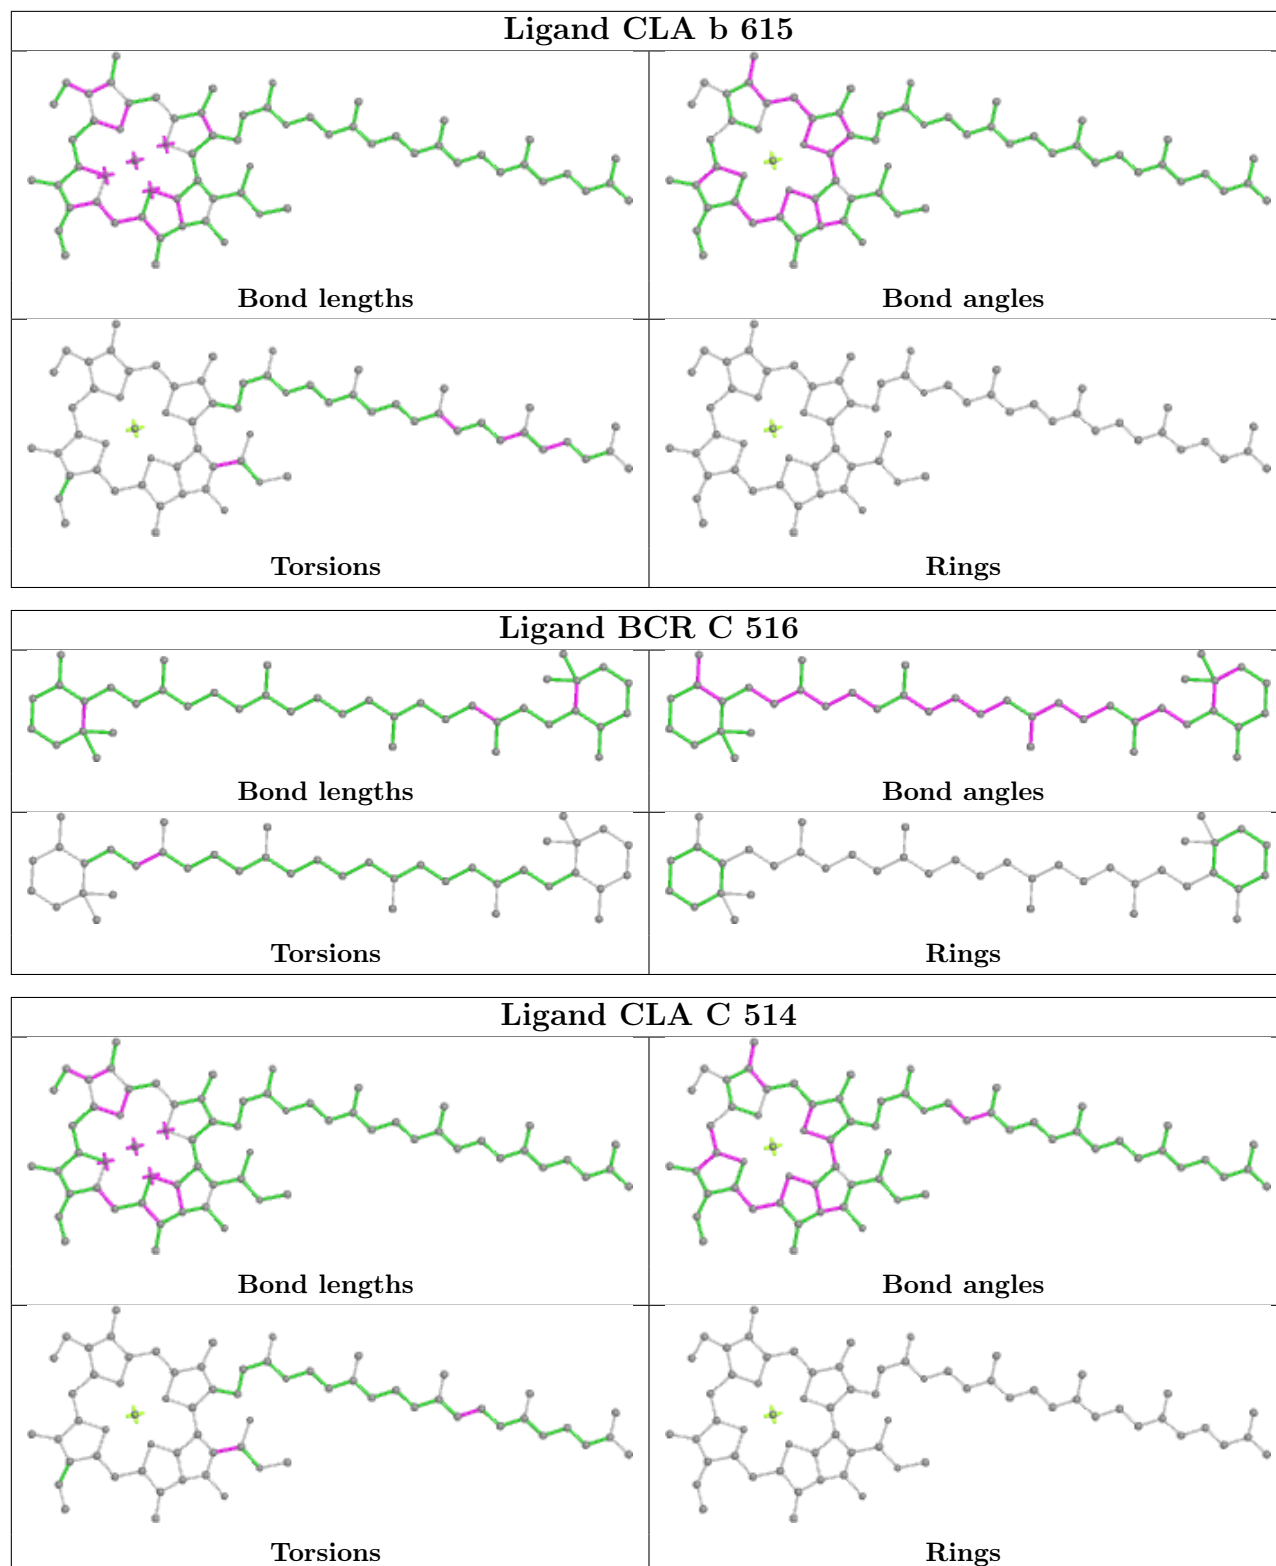 Ligand CLA b 615
Bond lengths
Bond angles
Torsions
Rings
Ligand BCR C 516
Bond lengths
Bond angles
Torsions
Rings
Ligand CLA C 514
Bond lengths
Bond angles
Torsions
Rings